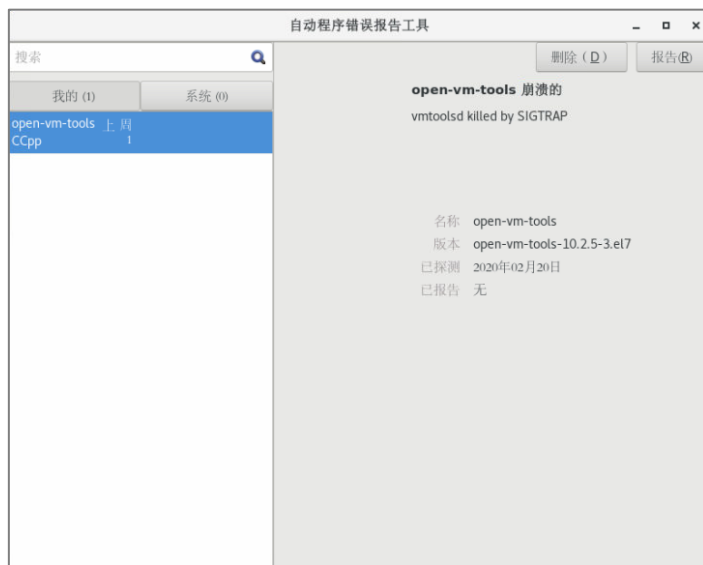 自动程序错误报告工具
搜索
删除（D） 报告(R)
我的 (1) 系统 (0)
open-vm-tools 上周
CCpp 1
open-vm-tools 崩溃的
vmtoolsd killed by SIGTRAP
名称 open-vm-tools
版本 open-vm-tools-10.2.5-3.el7
已探测 2020年02月20日
已报告 无